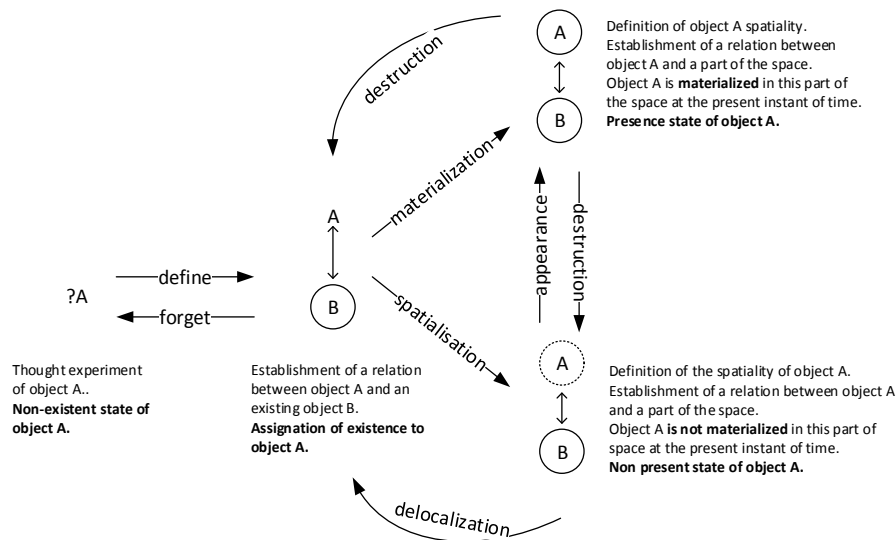 A
Definition of object A spatiality.
Establishment of a relation between
object A and a part of the space.
Object A is materialized in this part of
the space at the present instant of time.
Presence state of object A.
B
destruction
materialization
appearance
destruction
A
B
define
forget
?A
spatialisation
Thought experiment
of object A..
Non-existent state of
object A.
Establishment of a relation
between object A and an
existing object B.
Assignation of existence to
object A.
A
B
Definition of the spatiality of object A.
Establishment of a relation between object A
and a part of the space.
Object A is not materialized in this part of
space at the present instant of time.
Non present state of object A.
delocalization